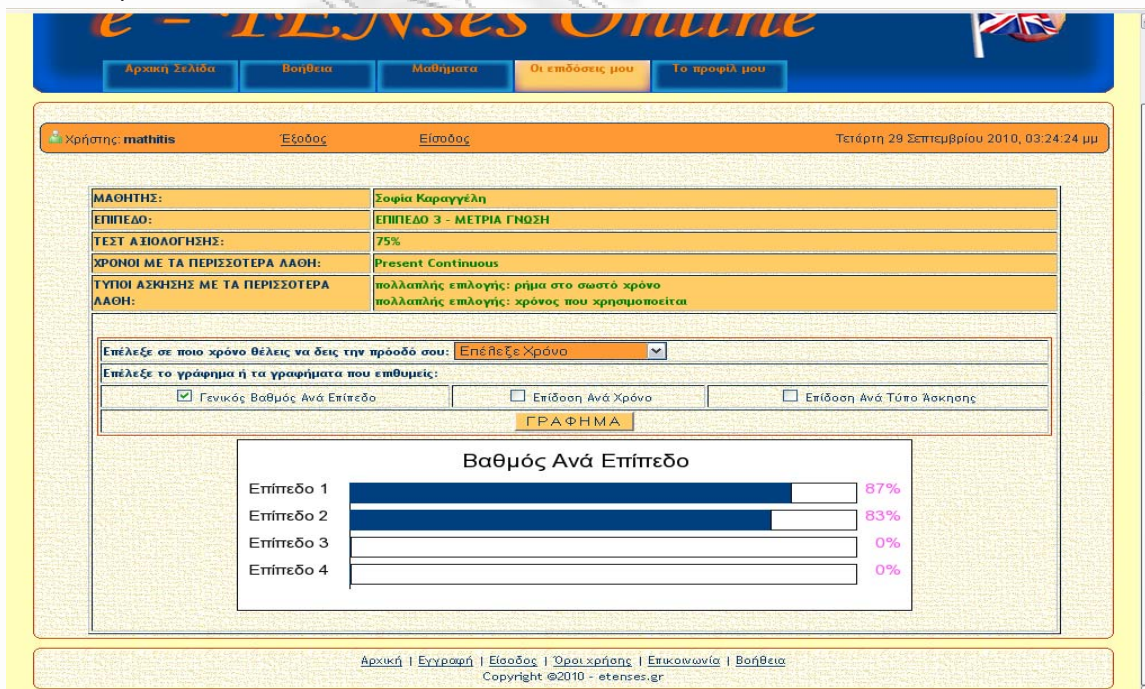 e - TENses Online
Αρχική Σελίδα Βοήθεια Μαθήματα Οι επιδόσεις μου Το προφίλ μου
Χρήστης: mathitis Έξοδος Είσοδος Τετάρτη 29 Σεπτεμβρίου 2010, 03:24:24 μμ
ΜΑΘΗΤΗΣ: Σοφία Καραγγέλη
ΕΠΙΠΕΔΟ: ΕΠΙΠΕΔΟ 3 - ΜΕΤΡΙΑ ΓΝΩΣΗ
ΤΕΣΤ ΑΞΙΟΛΟΓΗΣΗΣ: 75%
ΧΡΟΝΟΙ ΜΕ ΤΑ ΠΕΡΙΣΣΟΤΕΡΑ ΛΑΘΗ: Present Continuous
ΤΥΠΟΙ ΑΣΚΗΣΗΣ ΜΕ ΤΑ ΠΕΡΙΣΣΟΤΕΡΑ ΛΑΘΗ: πολλαπλής επιλογής: ρήμα στο σωστό χρόνο
πολλαπλής επιλογής: χρόνος που χρησιμοποείται
Επέλεξε σε ποιο χρόνο θέλεις να δεις την πρόοδό σου: Επέλεξε Χρόνο
Επέλεξε το γράφημα ή τα γραφήματα που επιθυμείς:
Γενικός Βαθμός Ανά Επίπεδο Επίδοση Ανά Χρόνο Επίδοση Ανά Τύπο Άσκησης
ΓΡΑΦΗΜΑ
Βαθμός Ανά Επίπεδο
Επίπεδο 1 87%
Επίπεδο 2 83%
Επίπεδο 3 0%
Επίπεδο 4 0%
Αρχική | Εγγραφή | Είσοδος | Όροι χρήσης | Επικοινωνία | Βοήθεια
Copyright ©2010 - etenses.gr